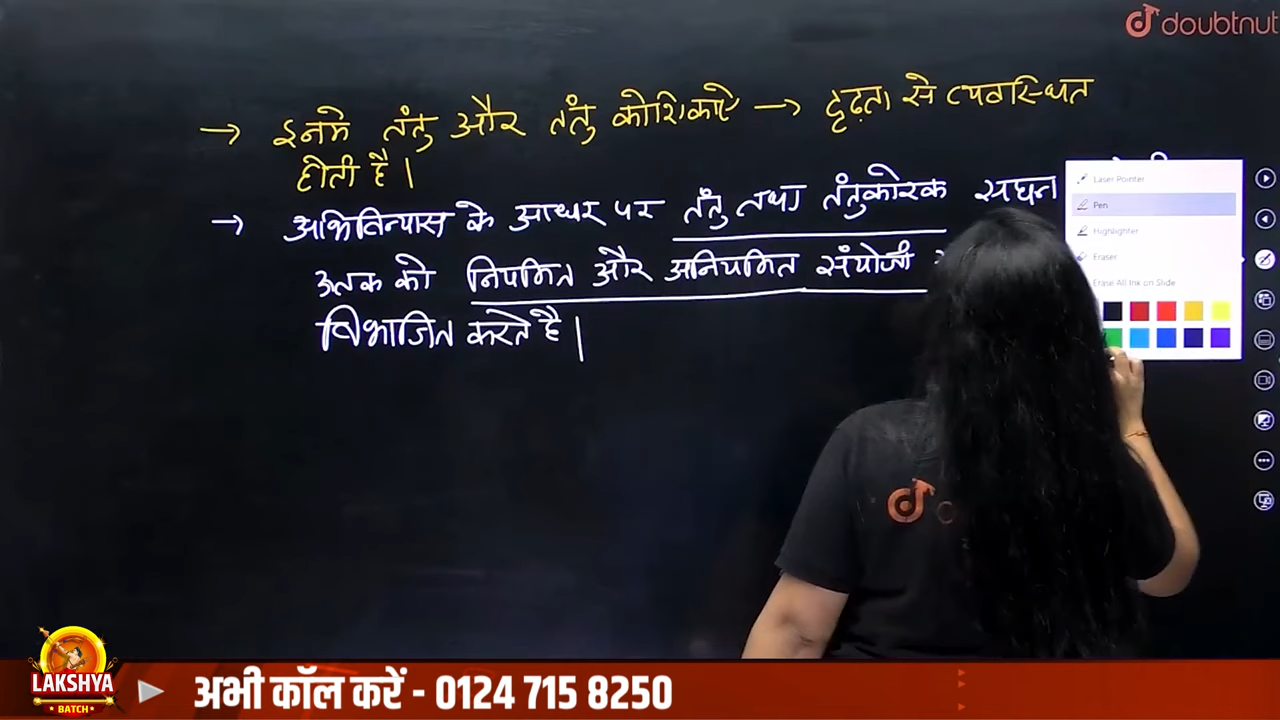 doubtnut
→ इनमे तंतु और तंतु कोशिकाऐ → दृढ़ता से व्यवस्थित
होती है।
→ अभिविन्यास के आधार पर तंतु तथा तंतुकोरक सघन
ऊतक को नियमित और अनियमित संयोजी
विभाजित करते है।
Laser Pointer
Pen
Highlighter
Eraser
Erase All Ink on Slide
LAKSHYA
BATCH
अभी कॉल करें - 0124 715 8250